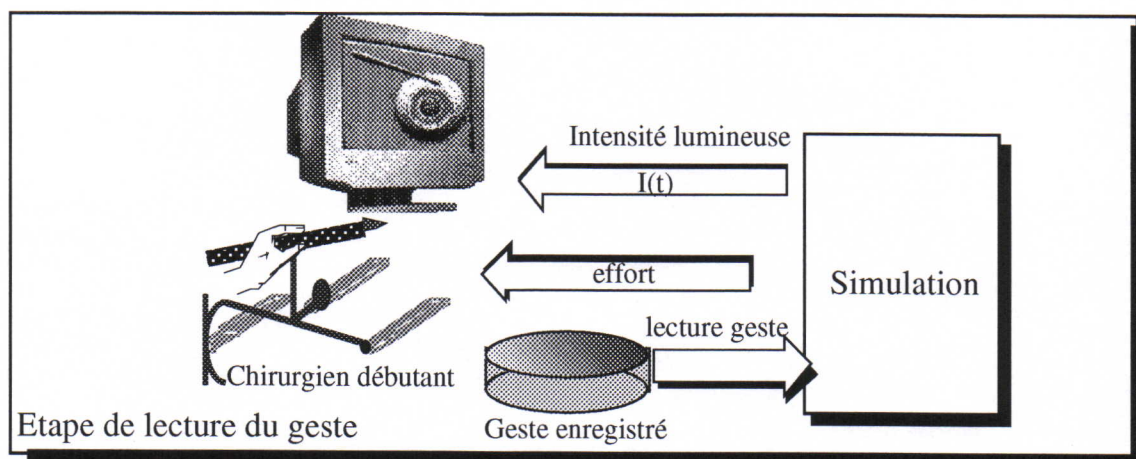 Intensité lumineuse
I(t)
effort
Simulation
lecture geste
Chirurgien débutant
Etape de lecture du geste
Geste enregistré